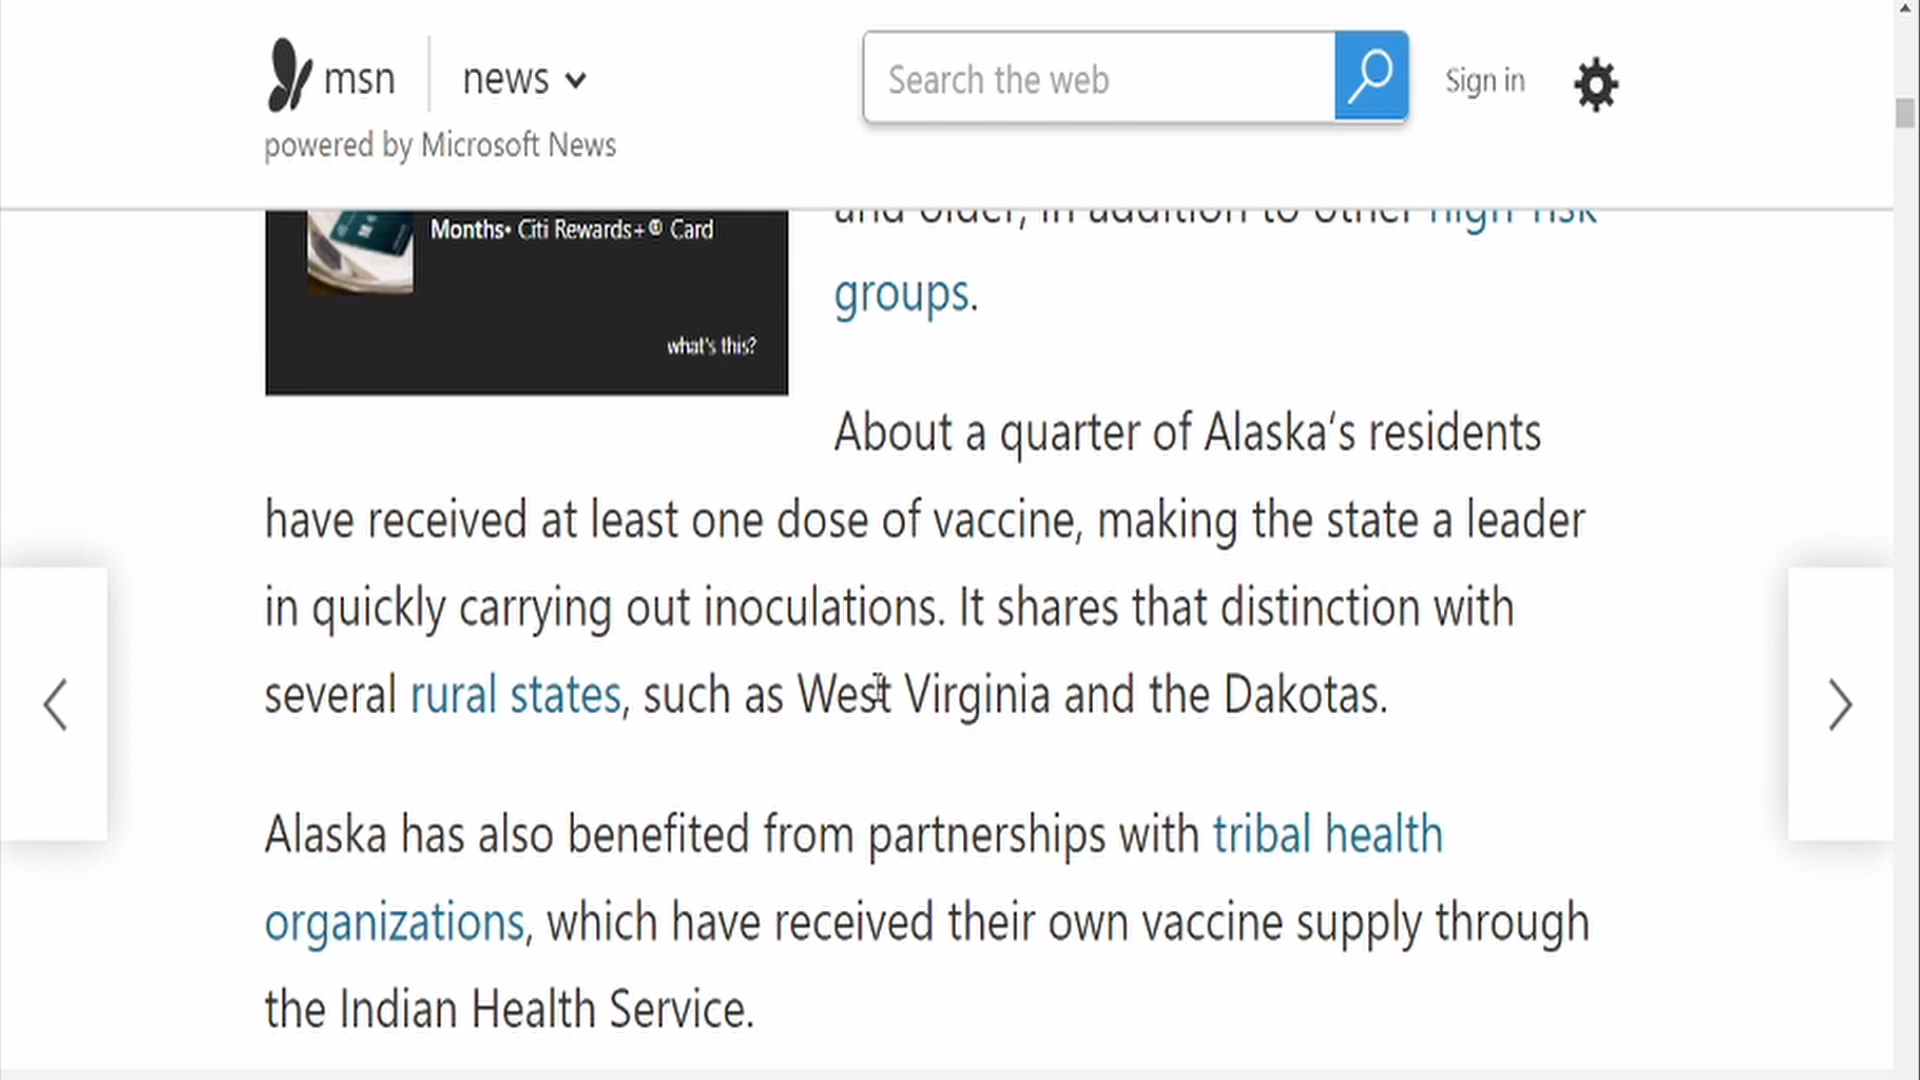 msn
news
Search the web
Sign in
powered by Microsoft News
Months• Citi Rewards+® Card
what's this?
and older, in addition to other high-risk
groups.
About a quarter of Alaska's residents
have received at least one dose of vaccine, making the state a leader
in quickly carrying out inoculations. It shares that distinction with
several rural states, such as West Virginia and the Dakotas.
Alaska has also benefited from partnerships with tribal health
organizations, which have received their own vaccine supply through
the Indian Health Service.